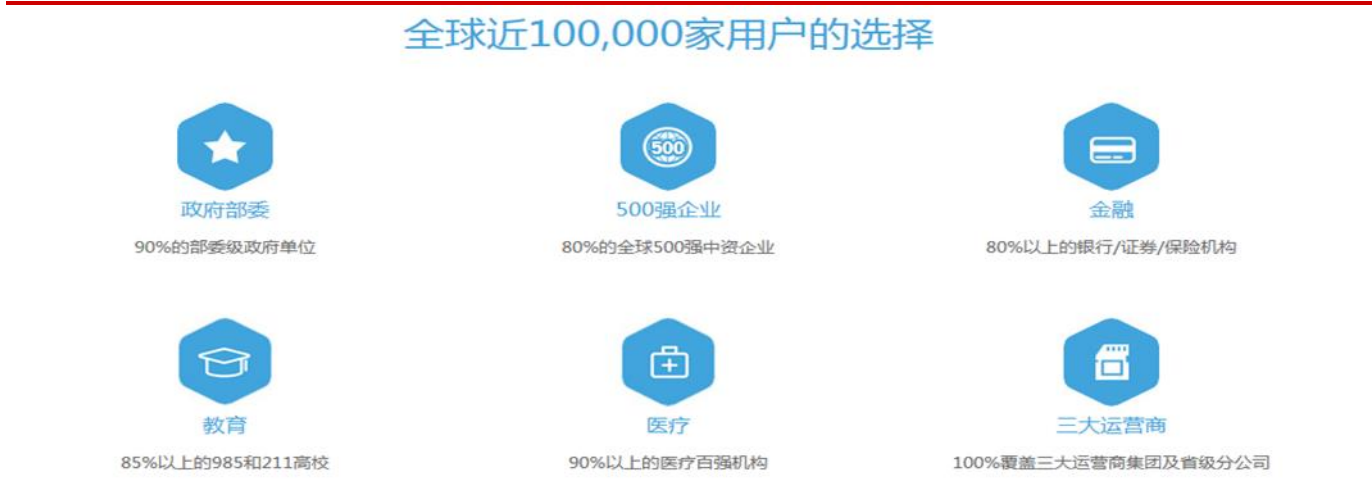 全球近100,000家用户的选择
500
政府部委
500强企业
金融
90%的部委级政府单位
80%的全球500强中资企业
80%以上的银行/证券/保险机构
教育
医疗
三大运营商
85%以上的985和211高校
90%以上的医疗百强机构
100%覆盖三大运营商集团及省级分公司